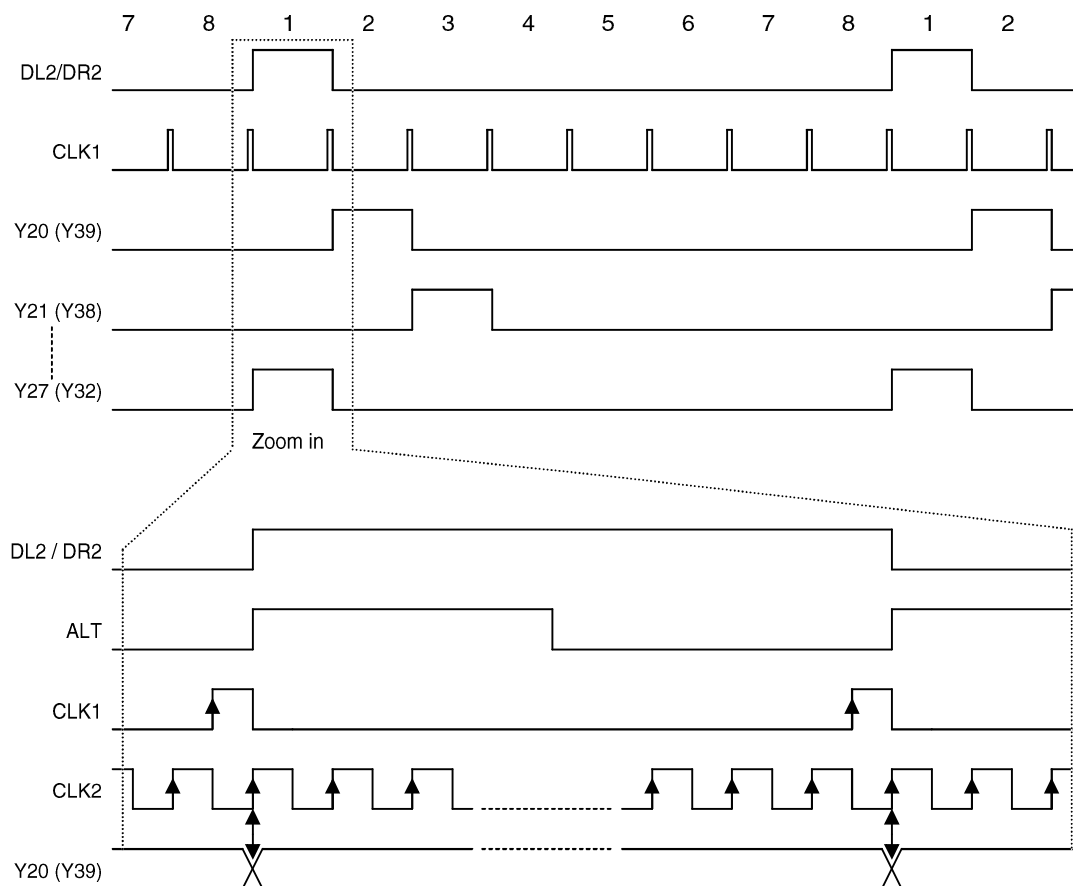 7 8 1 2 3 4 5 6 7 8 1 2
DL2/DR2
CLK1
Y20 (Y39)
Y21 (Y38)
Y27 (Y32)
Zoom in
DL2 / DR2
ALT
CLK1
CLK2
Y20 (Y39)